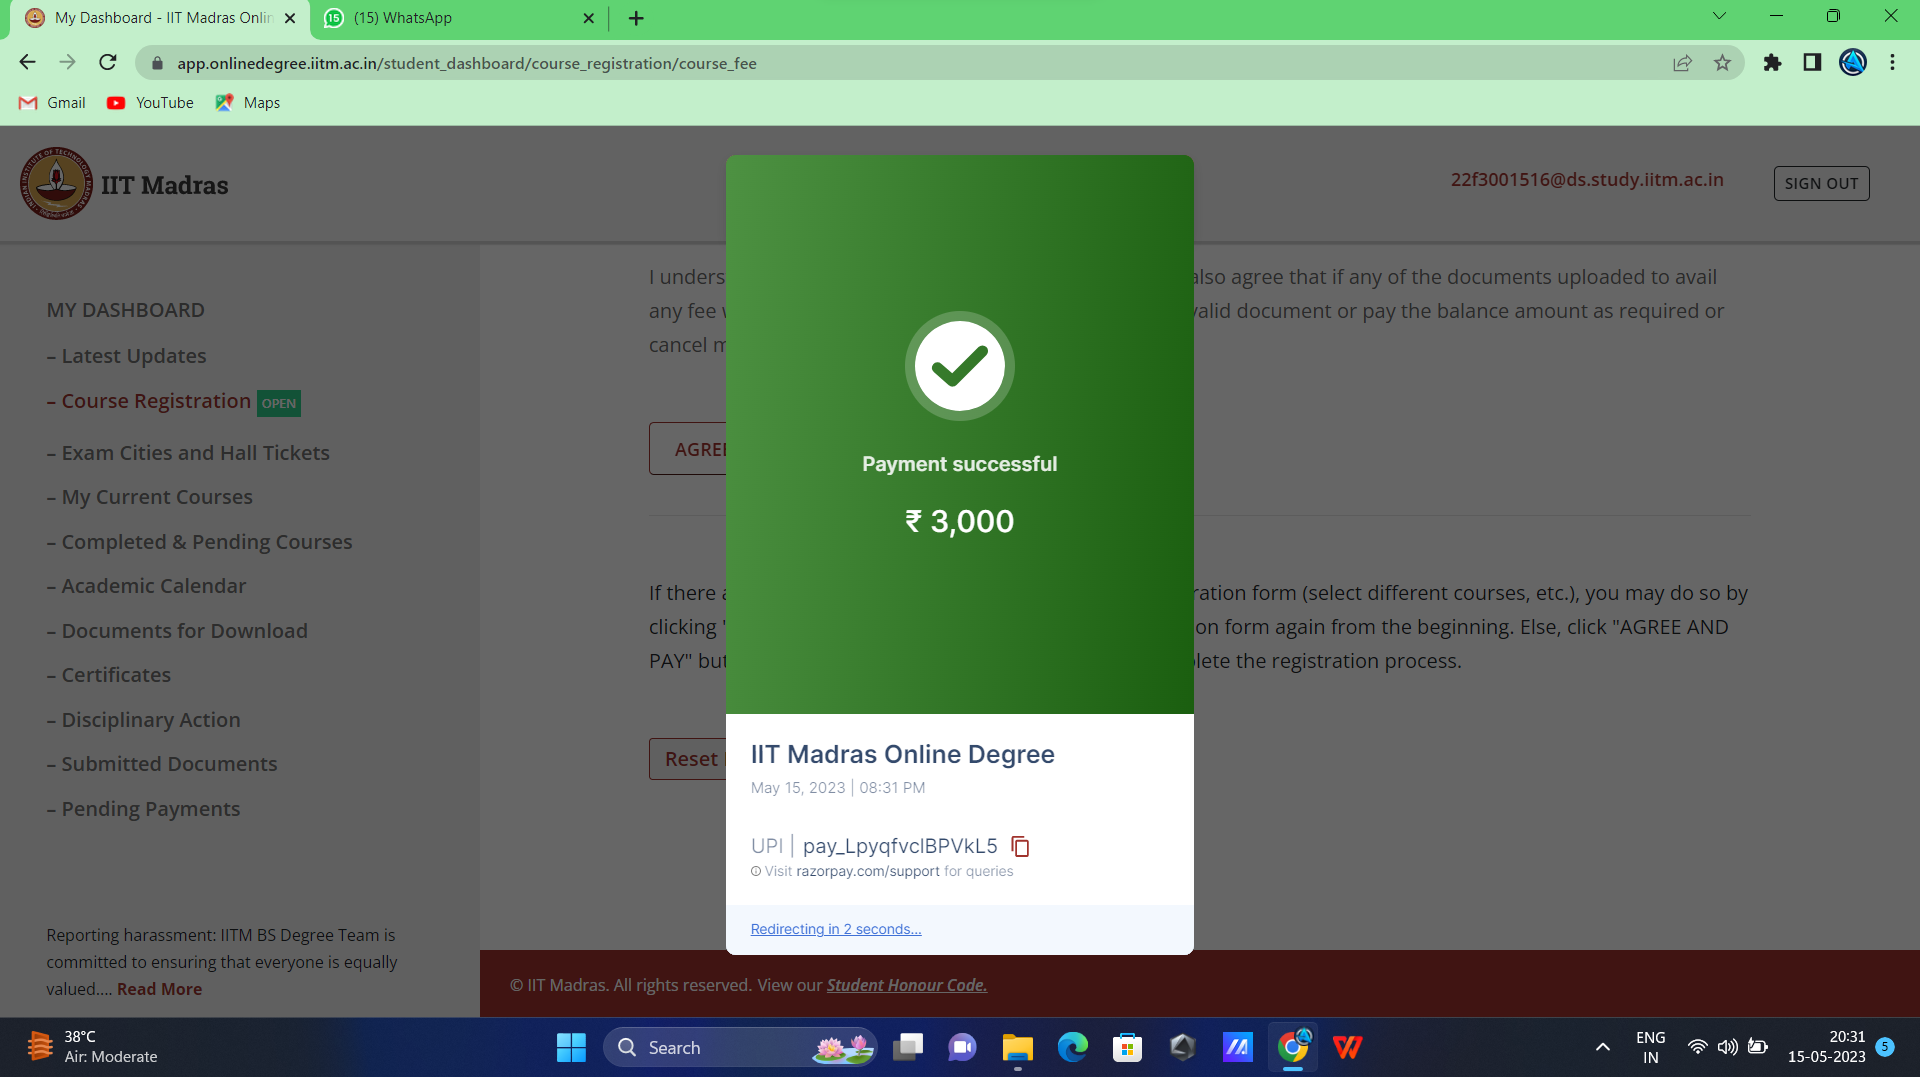 My Dashboard - IIT Madras Onlin
(15) WhatsApp
app.onlinedegree.iitm.ac.in/student_dashboard/course_registration/course_fee
Gmail
YouTube
Maps
IIT Madras
22f3001516@ds.study.iitm.ac.in
SIGN OUT
MY DASHBOARD
– Latest Updates
– Course Registration OPEN
– Exam Cities and Hall Tickets
– My Current Courses
– Completed & Pending Courses
– Academic Calendar
– Documents for Download
– Certificates
– Disciplinary Action
– Submitted Documents
– Pending Payments
Reporting harassment: IITM BS Degree Team is
committed to ensuring that everyone is equally
valued.... Read More
I unders
also agree that if any of the documents uploaded to avail
any fee
valid document or pay the balance amount as required or
cancel
AGREE
If there
ration form (select different courses, etc.), you may do so by
clicking "
on form again from the beginning. Else, click "AGREE AND
PAY" but
lete the registration process.
Reset
Payment successful
₹ 3,000
IIT Madras Online Degree
May 15, 2023 | 08:31 PM
UPI | pay_LpyqfvclBPVkL5
Visit razorpay.com/support for queries
Redirecting in 2 seconds...
© IIT Madras. All rights reserved. View our Student Honour Code.
38°C
Air: Moderate
Search
ENG
IN
20:31
15-05-2023
5